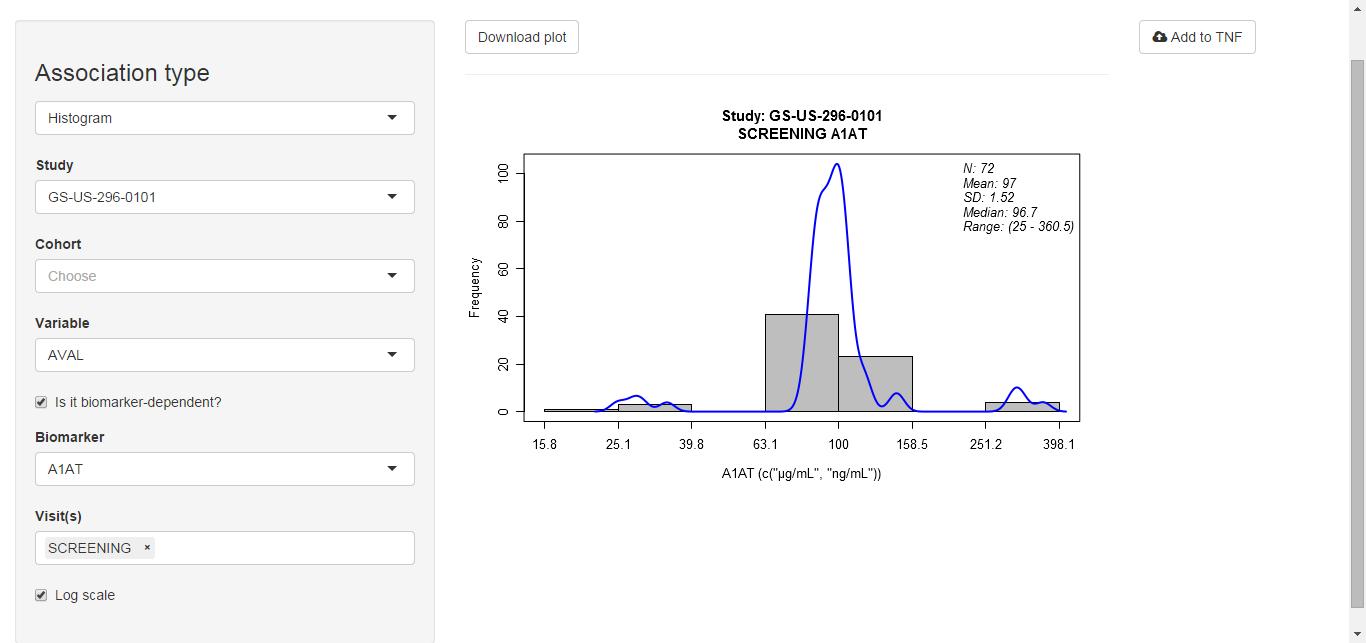 Association type
Histogram
Study
GS-US-296-0101
Cohort
Choose
Variable
AVAL
Is it biomarker-dependent?
Biomarker
A1AT
Visit(s)
SCREENING ×
Log scale
Download plot
Add to TNF
Study: GS-US-296-0101
SCREENING A1AT
N: 72
Mean: 97
SD: 1.52
Median: 96.7
Range: (25 - 360.5)
Frequency
100
80
60
40
20
0
15.8 25.1 39.8 63.1 100 158.5 251.2 398.1
A1AT (c("µg/mL", "ng/mL"))